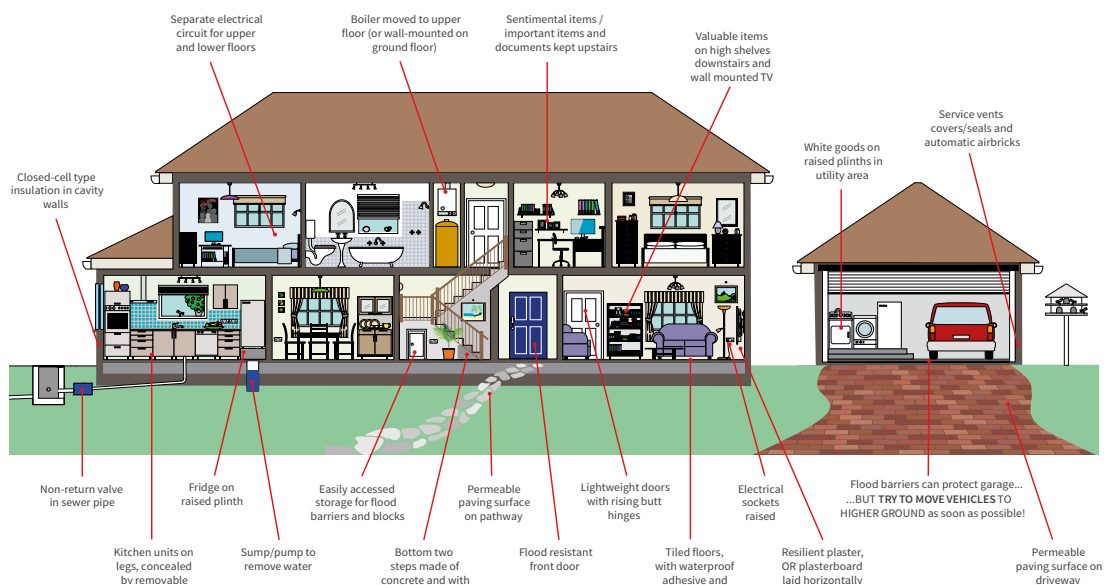 Separate electrical
circuit for upper
and lower floors
Boiler moved to upper
floor (or wall-mounted on
ground floor)
Sentimental items /
important items and
documents kept upstairs
Valuable items
on high shelves
downstairs and
wall mounted TV
Service vents
covers/seals and
automatic airbricks
White goods on
raised plinths in
utility area
Closed-cell type
insulation in cavity
walls
Non-return valve
in sewer pipe
Fridge on
raised plinth
Easily accessed
storage for flood
barriers and blocks
Permeable
paving surface
on pathway
Lightweight doors
with rising butt
hinges
Electrical
sockets
raised
Flood barriers can protect garage...
...BUT TRY TO MOVE VEHICLES TO
HIGHER GROUND as soon as possible!
Kitchen units on
legs, concealed
by removable
Sump/pump to
remove water
Bottom two
steps made of
concrete and with
Flood resistant
front door
Tiled floors,
with waterproof
adhesive and
Resilient plaster,
OR plasterboard
laid horizontally
Permeable
paving surface on
driveway